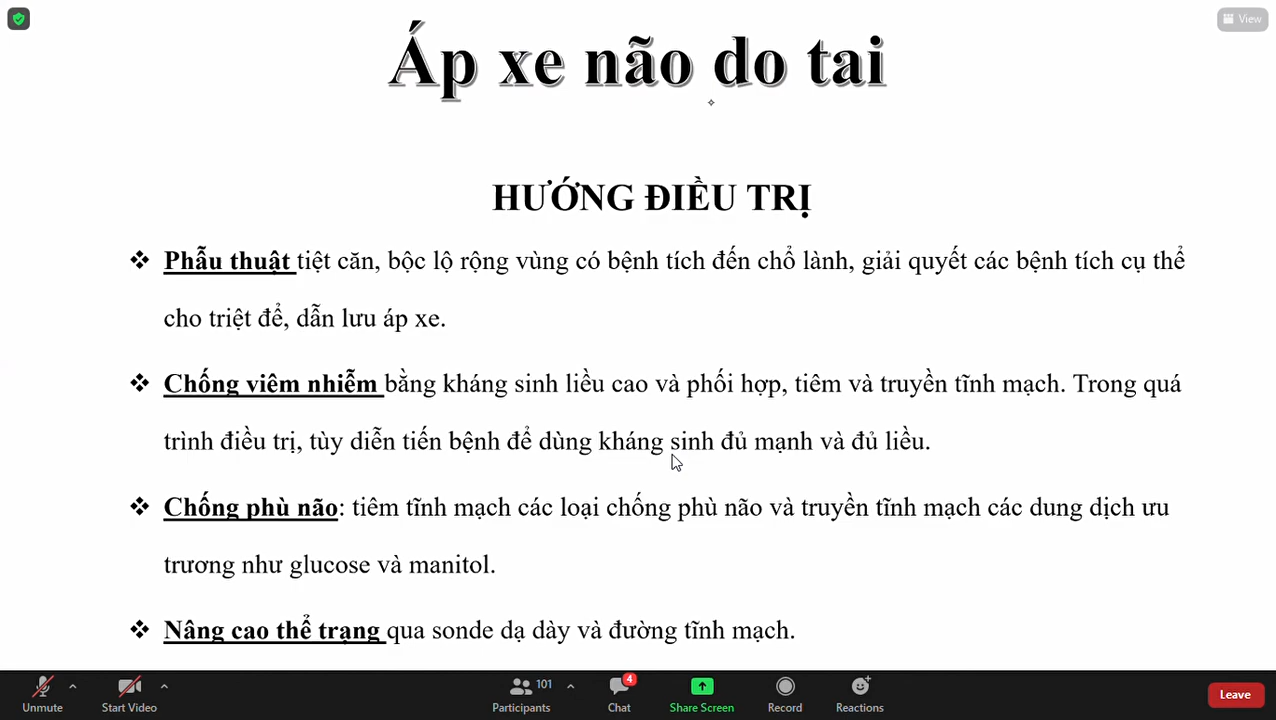 View
Áp xe não do tai
HƯỚNG ĐIỀU TRỊ
❖ Phẫu thuật tiệt căn, bộc lộ rộng vùng có bệnh tích đến chổ lành, giải quyết các bệnh tích cụ thể
cho triệt để, dẫn lưu áp xe.
❖ Chống viêm nhiễm bằng kháng sinh liều cao và phối hợp, tiêm và truyền tĩnh mạch. Trong quá
trình điều trị, tùy diễn tiến bệnh để dùng kháng sinh đủ mạnh và đủ liều.
❖ Chống phù não: tiêm tĩnh mạch các loại chống phù não và truyền tĩnh mạch các dung dịch ưu
trương như glucose và manitol.
❖ Nâng cao thể trạng qua sonde dạ dày và đường tĩnh mạch.
101 4
Unmute Start Video Participants Chat Share Screen Record Reactions Leave